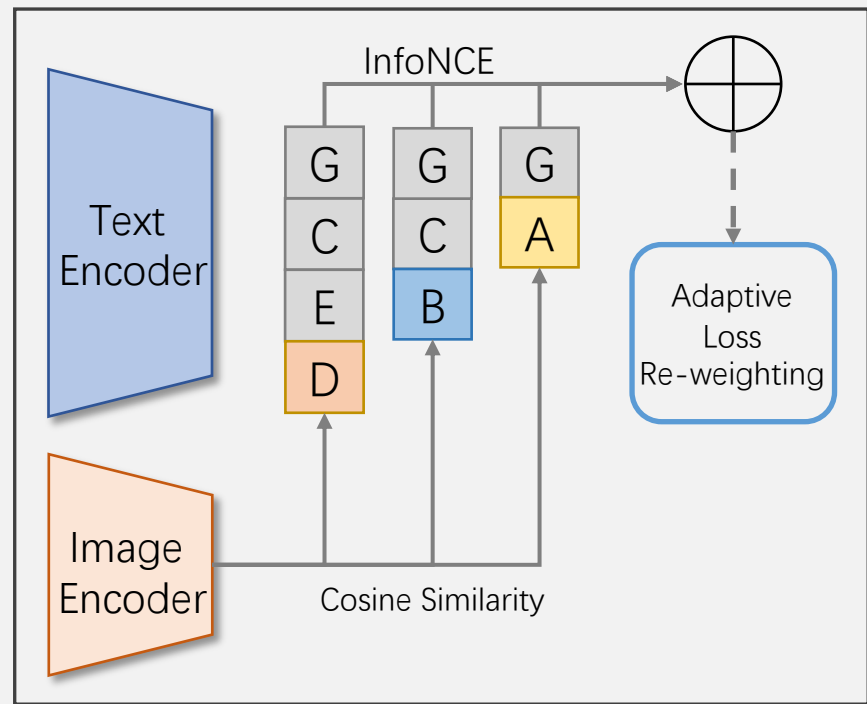 InfoNCE
Text
Encoder
G
C
E
D
G
C
B
G
A
Adaptive
Loss
Re-weighting
Image
Encoder
Cosine Similarity